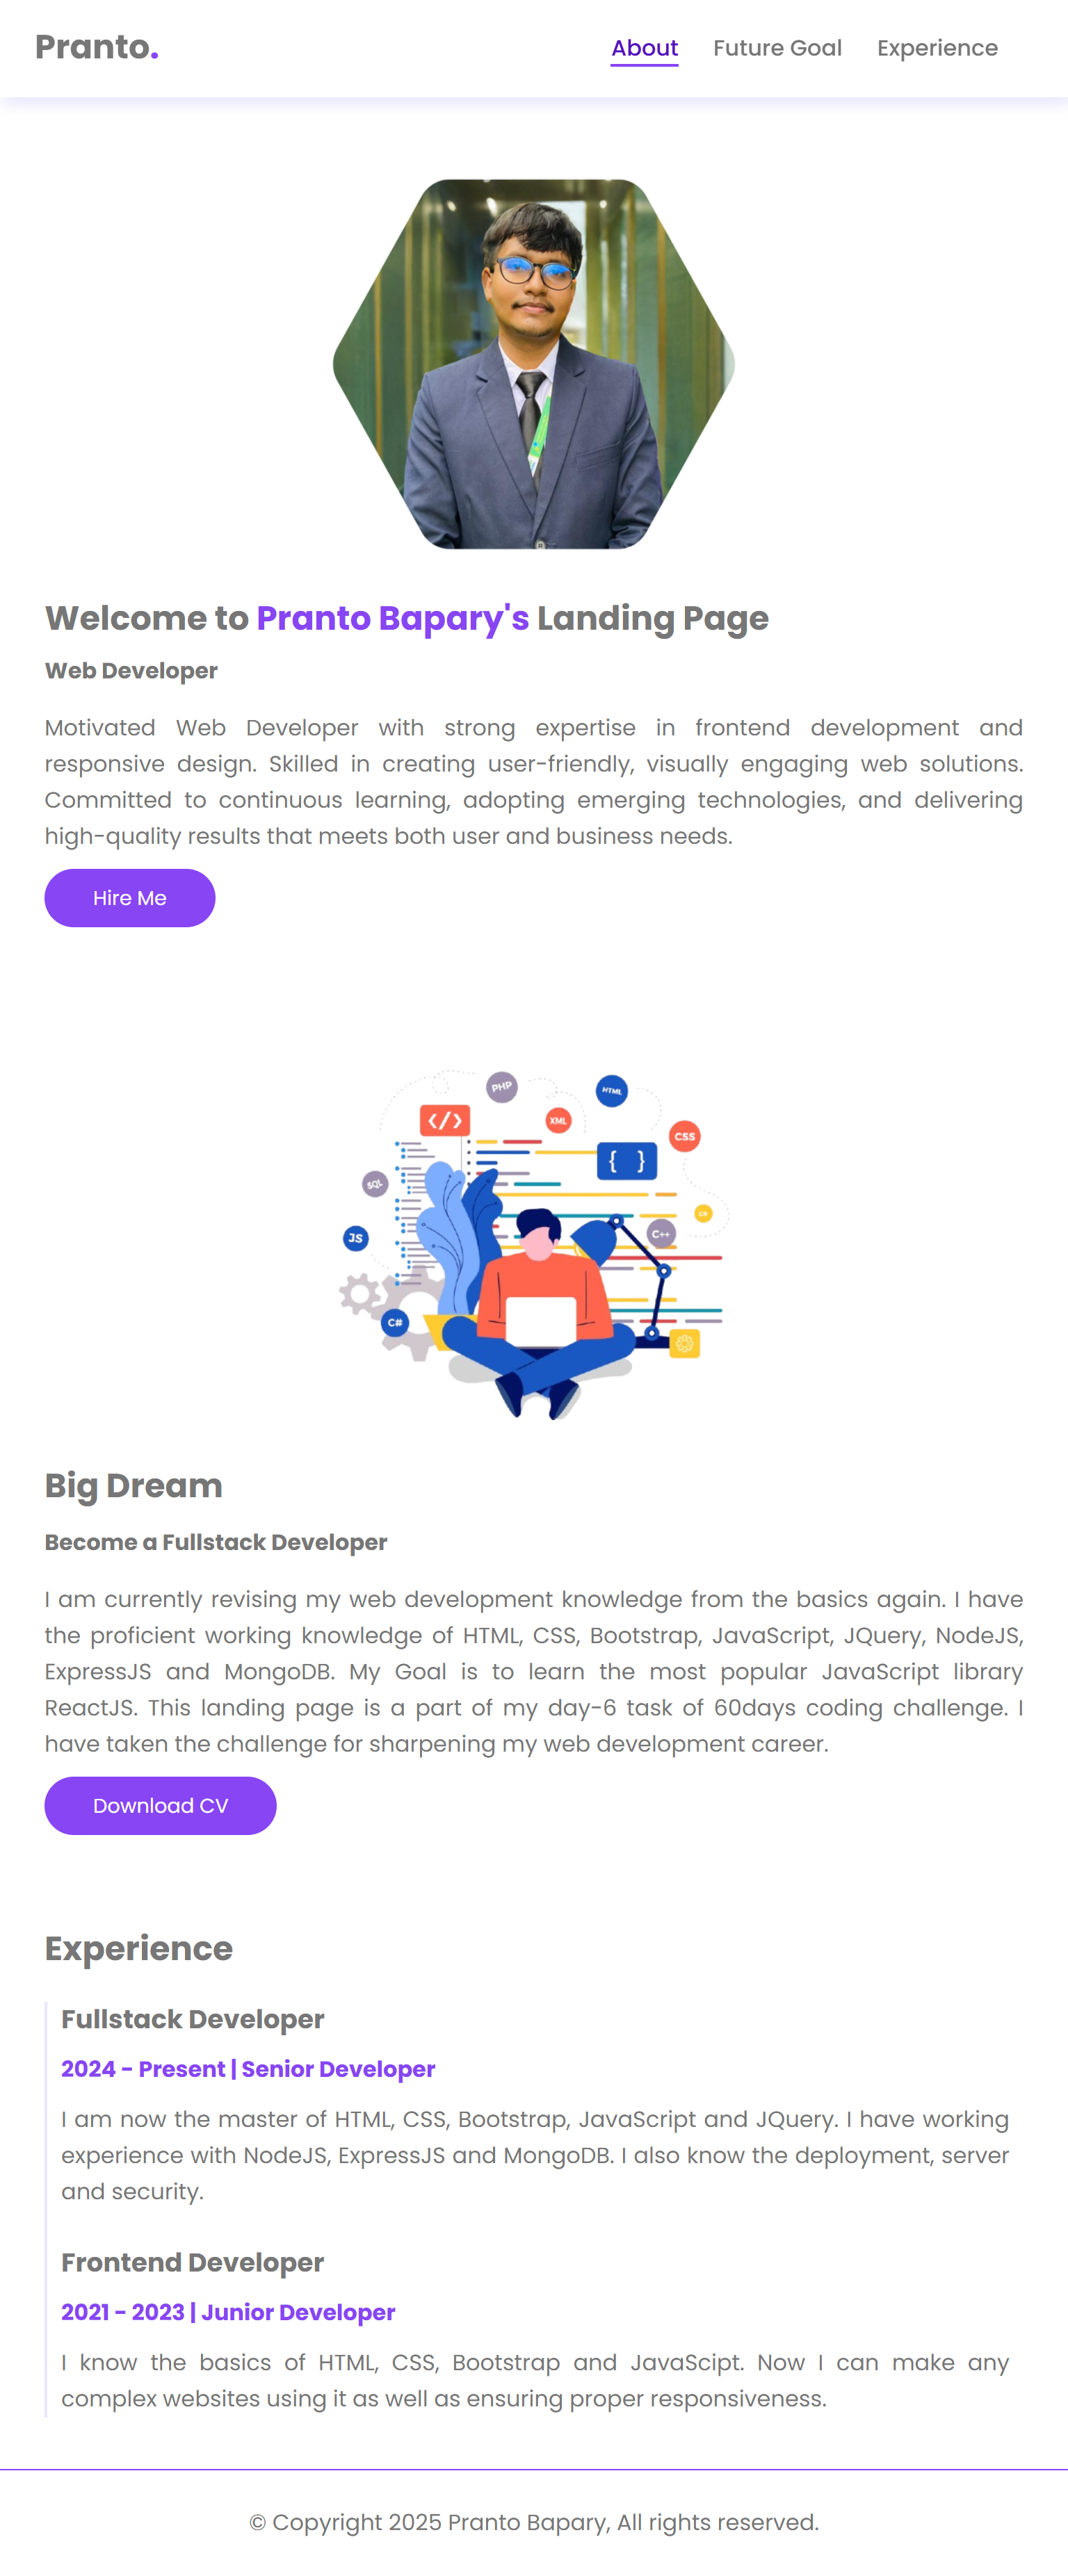 Pranto.
About Future Goal Experience
Welcome to Pranto Bapary's Landing Page
Web Developer
Motivated Web Developer with strong expertise in frontend development and
responsive design. Skilled in creating user-friendly, visually engaging web solutions.
Committed to continuous learning, adopting emerging technologies, and delivering
high-quality results that meets both user and business needs.
Hire Me
PHP
HTML
</>
XML
CSS
{ }
SQL
C#
C++
JS
C#
Big Dream
Become a Fullstack Developer
I am currently revising my web development knowledge from the basics again. I have
the proficient working knowledge of HTML, CSS, Bootstrap, JavaScript, JQuery, NodeJS,
ExpressJS and MongoDB. My Goal is to learn the most popular JavaScript library
ReactJS. This landing page is a part of my day-6 task of 60days coding challenge. I
have taken the challenge for sharpening my web development career.
Download CV
Experience
Fullstack Developer
2024 - Present | Senior Developer
I am now the master of HTML, CSS, Bootstrap, JavaScript and JQuery. I have working
experience with NodeJS, ExpressJS and MongoDB. I also know the deployment, server
and security.
Frontend Developer
2021 - 2023 | Junior Developer
I know the basics of HTML, CSS, Bootstrap and JavaScipt. Now I can make any
complex websites using it as well as ensuring proper responsiveness.
© Copyright 2025 Pranto Bapary, All rights reserved.